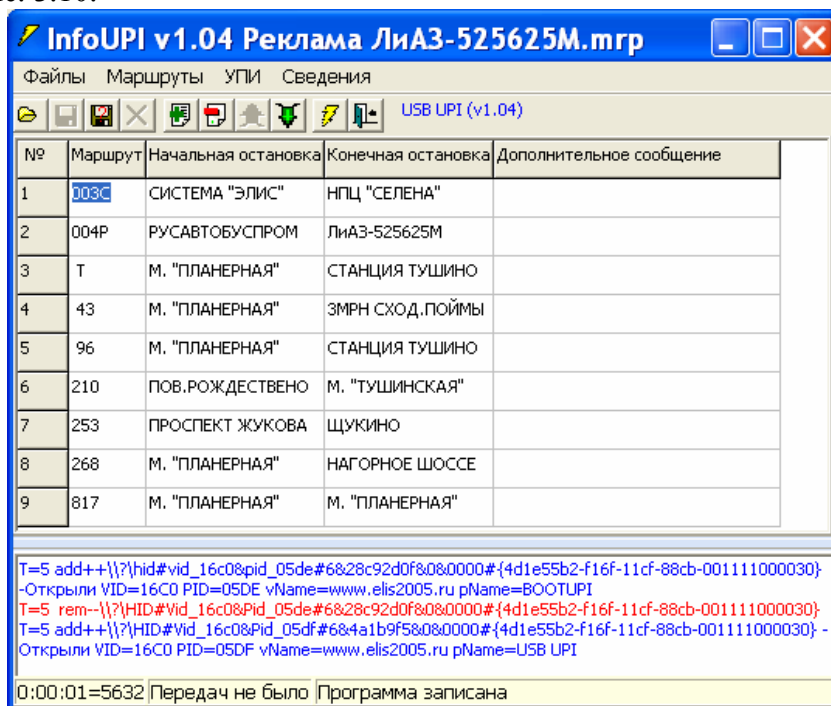 InfoUPI v1.04 Реклама ЛиАЗ-525625М.mrp
Файлы Маршруты УПИ Сведения
USB UPI (v1.04)
№ Маршрут Начальная остановка Конечная остановка Дополнительное сообщение
1 003С СИСТЕМА "ЭЛИС" НПЦ "СЕЛЕНА"
2 004Р РУСАВТОБУСПРОМ ЛиАЗ-525625М
3 Т М. "ПЛАНЕРНАЯ" СТАНЦИЯ ТУШИНО
4 43 М. "ПЛАНЕРНАЯ" 3МРН СХОД.ПОЙМЫ
5 96 М. "ПЛАНЕРНАЯ" СТАНЦИЯ ТУШИНО
6 210 ПОВ.РОЖДЕСТВЕНО М. "ТУШИНСКАЯ"
7 253 ПРОСПЕКТ ЖУКОВА ЩУКИНО
8 268 М. "ПЛАНЕРНАЯ" НАГОРНОЕ ШОССЕ
9 817 М. "ПЛАНЕРНАЯ" М. "ПЛАНЕРНАЯ"
T=5 add++\\?\hid#vid_16c0&pid_05de#6&28c92d0f&0&0000#{4d1e55b2-f16f-11cf-88cb-001111000030}
-Открыли VID=16C0 PID=05DE vName=www.elis2005.ru pName=BOOTUPI
T=5 rem--\\?\HID#Vid_16c0&Pid_05de#6&28c92d0f&0&0000#{4d1e55b2-f16f-11cf-88cb-001111000030}
T=5 add++\\?\HID#Vid_16c0&Pid_05df#6&4a1b9f5&0&0000#{4d1e55b2-f16f-11cf-88cb-001111000030} -
Открыли VID=16C0 PID=05DF vName=www.elis2005.ru pName=USB UPI
0:00:01=5632 Передач не было Программа записана